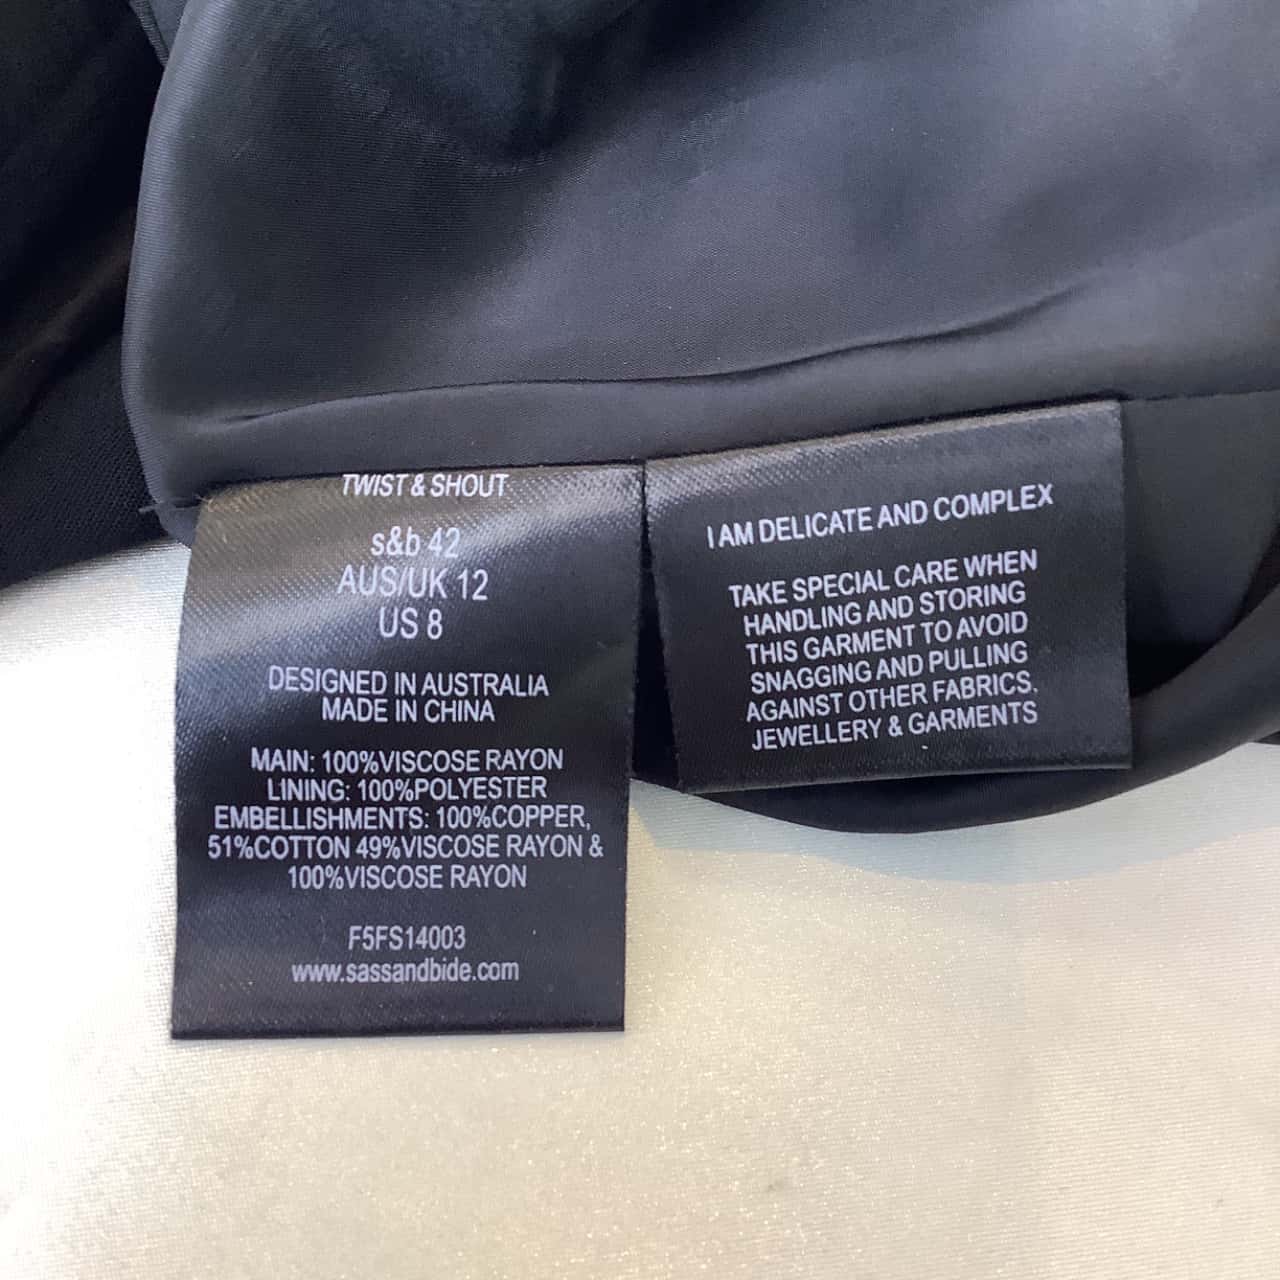 TWIST & SHOUT
s&b 42
AUS/UK 12
US 8
DESIGNED IN AUSTRALIA
MADE IN CHINA
MAIN: 100%VISCOSE RAYON
LINING: 100%POLYESTER
EMBELLISHMENTS: 100%COPPER,
51%COTTON 49%VISCOSE RAYON &
100%VISCOSE RAYON
F5FS14003
www.sassandbide.com
I AM DELICATE AND COMPLEX
TAKE SPECIAL CARE WHEN
HANDLING AND STORING
THIS GARMENT TO AVOID
SNAGGING AND PULLING
AGAINST OTHER FABRICS,
JEWELLERY & GARMENTS